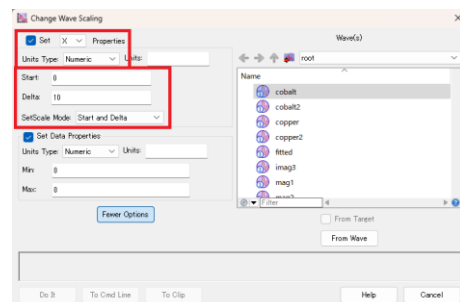 Change Wave Scaling
Set X Properties
Units Type: Numeric Units:
Start: 0
Delta: 10
SetScale Mode: Start and Delta
Set Data Properties
Units Type: Numeric Units:
Min: 0
Max: 0
Fewer Options
Wave(s)
root
Name
cobalt
cobalt2
copper
copper2
fitted
imag3
mag1
Filter
From Target
From Wave
Do It To Cmd Line To Clip Help Cancel